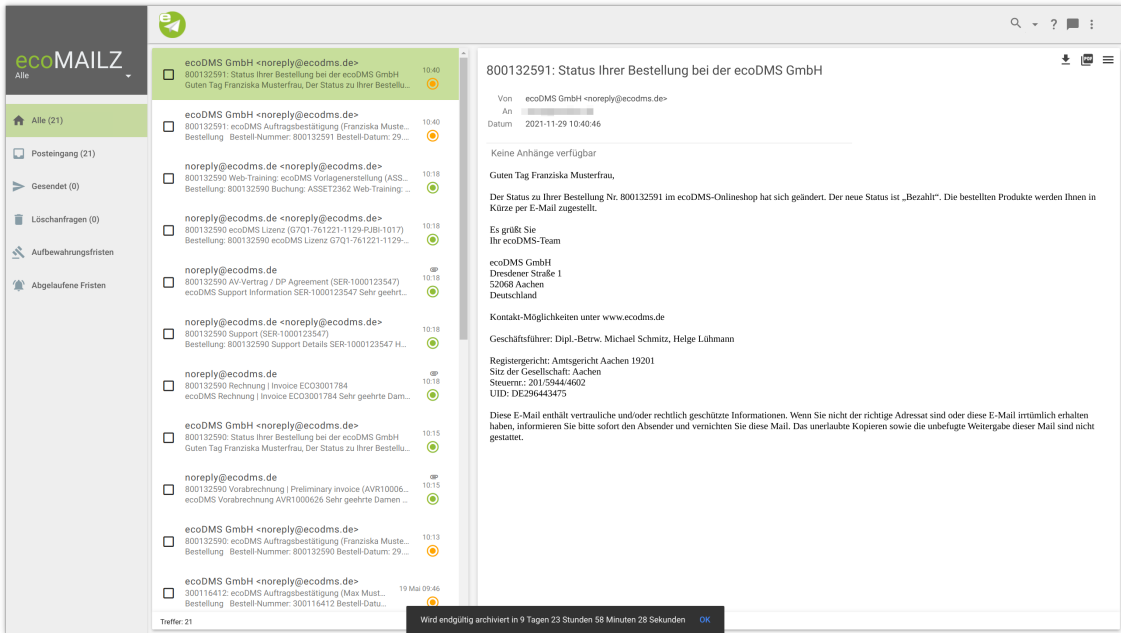 ecoMAILZ
Alle
?
Alle (21)
Posteingang (21)
Gesendet (0)
Löschanfragen (0)
Aufbewahrungsfristen
Abgelaufene Fristen
ecoDMS GmbH <noreply@ecodms.de>
800132591: Status Ihrer Bestellung bei der ecoDMS GmbH
10:40
Guten Tag Franziska Musterfrau, Der Status zu Ihrer Bestellu...
ecoDMS GmbH <noreply@ecodms.de>
800132591: ecoDMS Auftragsbestätigung (Franziska Muste...
10:40
Bestellung Bestell-Nummer: 800132591 Bestell-Datum: 29....
noreply@ecodms.de <noreply@ecodms.de>
800132590 Web-Training: ecoDMS Vorlagenerstellung (ASS...
10:18
Bestellung: 800132590 Buchung: ASSET2362 Web-Training: ...
noreply@ecodms.de <noreply@ecodms.de>
800132590 ecoDMS Lizenz (G7Q1-761221-1129-PJBI-1017)
10:18
Bestellung: 800132590 ecoDMS Lizenz G7Q1-761221-1129-...
noreply@ecodms.de
800132590 AV-Vertrag / DP Agreement (SER-1000123547)
10:18
ecoDMS Support Information SER-1000123547 Sehr geehrt...
noreply@ecodms.de <noreply@ecodms.de>
800132590 Support (SER-1000123547)
10:18
Bestellung: 800132590 Support Details SER-1000123547 H...
noreply@ecodms.de
800132590 Rechnung | Invoice ECO3001784
10:18
ecoDMS Rechnung | Invoice ECO3001784 Sehr geehrte Dam...
ecoDMS GmbH <noreply@ecodms.de>
800132590: Status Ihrer Bestellung bei der ecoDMS GmbH
10:15
Guten Tag Franziska Musterfrau, Der Status zu Ihrer Bestellu...
noreply@ecodms.de
800132590 Vorabrechnung | Preliminary invoice (AVR10006...
10:15
ecoDMS Vorabrechnung AVR1000626 Sehr geehrte Damen ...
ecoDMS GmbH <noreply@ecodms.de>
800132590: ecoDMS Auftragsbestätigung (Franziska Muste...
10:13
Bestellung Bestell-Nummer: 800132590 Bestell-Datum: 29....
ecoDMS GmbH <noreply@ecodms.de>
300116412: ecoDMS Auftragsbestätigung (Max Must...
19 Mai 09:46
Bestellung Bestell-Nummer: 300116412 Bestell-Datu...
Treffer: 21
800132591: Status Ihrer Bestellung bei der ecoDMS GmbH
PDF
Von ecoDMS GmbH <noreply@ecodms.de>
An
Datum 2021-11-29 10:40:46
Keine Anhänge verfügbar
Guten Tag Franziska Musterfrau,
Der Status zu Ihrer Bestellung Nr. 800132591 im ecoDMS-Onlineshop hat sich geändert. Der neue Status ist „Bezahlt“. Die bestellten Produkte werden Ihnen in
Kürze per E-Mail zugestellt.
Es grüßt Sie
Ihr ecoDMS-Team
ecoDMS GmbH
Dresdener Straße 1
52068 Aachen
Deutschland
Kontakt-Möglichkeiten unter www.ecodms.de
Geschäftsführer: Dipl.-Betrw. Michael Schmitz, Helge Lühmann
Registergericht: Amtsgericht Aachen 19201
Sitz der Gesellschaft: Aachen
Steuernr.: 201/5944/4602
UID: DE296443475
Diese E-Mail enthält vertrauliche und/oder rechtlich geschützte Informationen. Wenn Sie nicht der richtige Adressat sind oder diese E-Mail irrtümlich erhalten
haben, informieren Sie bitte sofort den Absender und vernichten Sie diese Mail. Das unerlaubte Kopieren sowie die unbefugte Weitergabe dieser Mail sind nicht
gestattet.
Wird endgültig archiviert in 9 Tagen 23 Stunden 58 Minuten 28 Sekunden OK